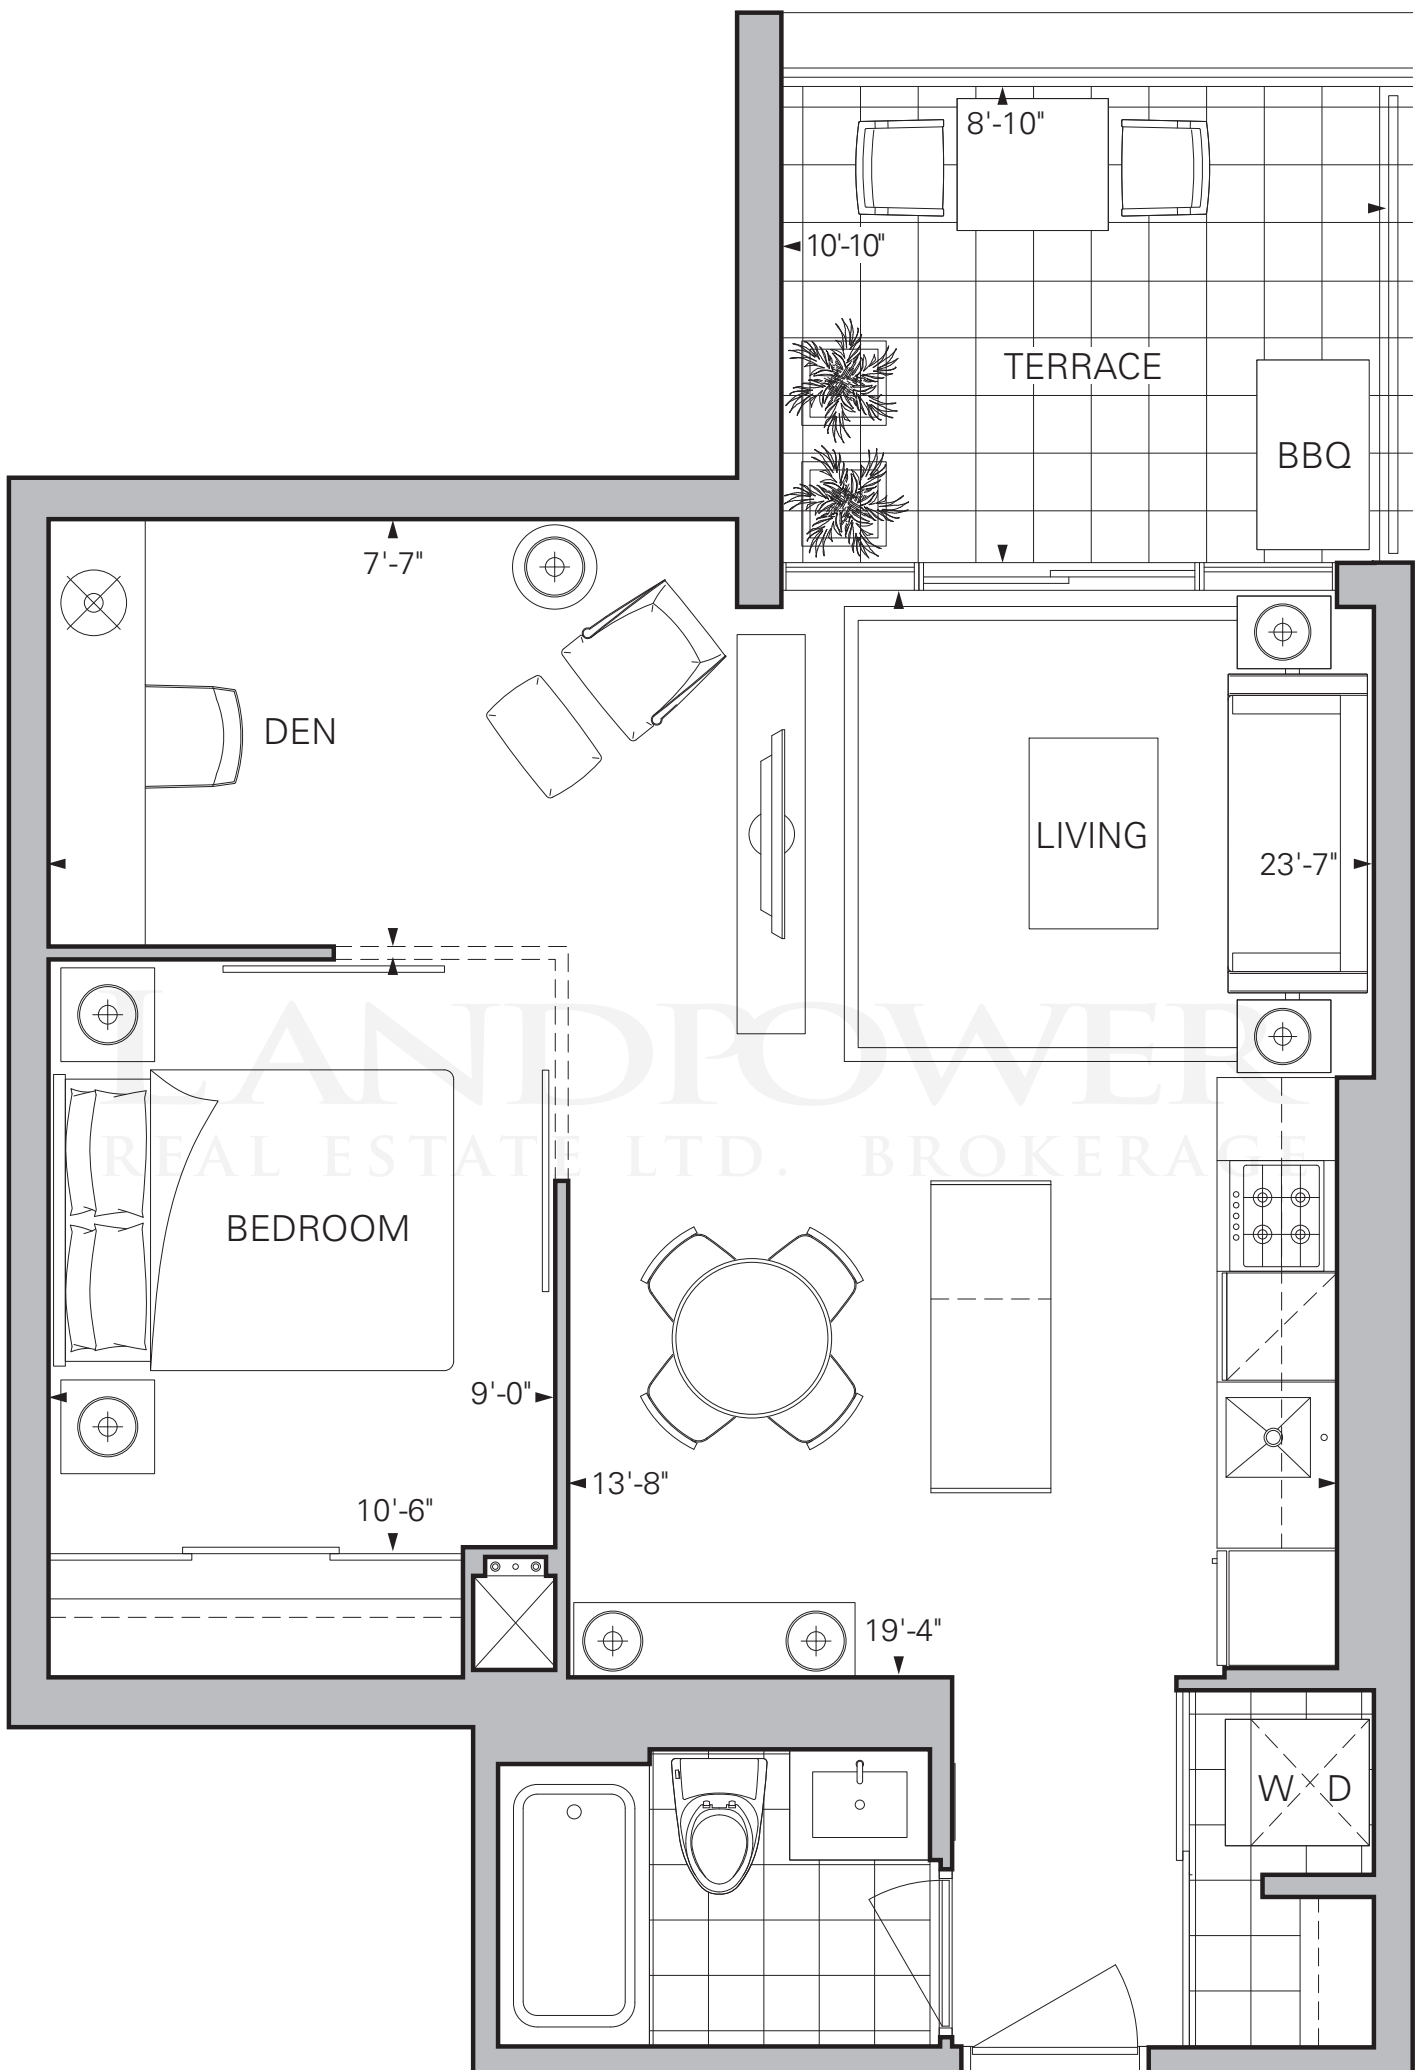 8'-10"
10'-10"
TERRACE
BBQ
7'-7"
DEN
LIVING
23'-7"
LANDPOWER
REAL ESTATE LTD. BROKERAGE
BEDROOM
9'-0"
13'-8"
10'-6"
19'-4"
W D